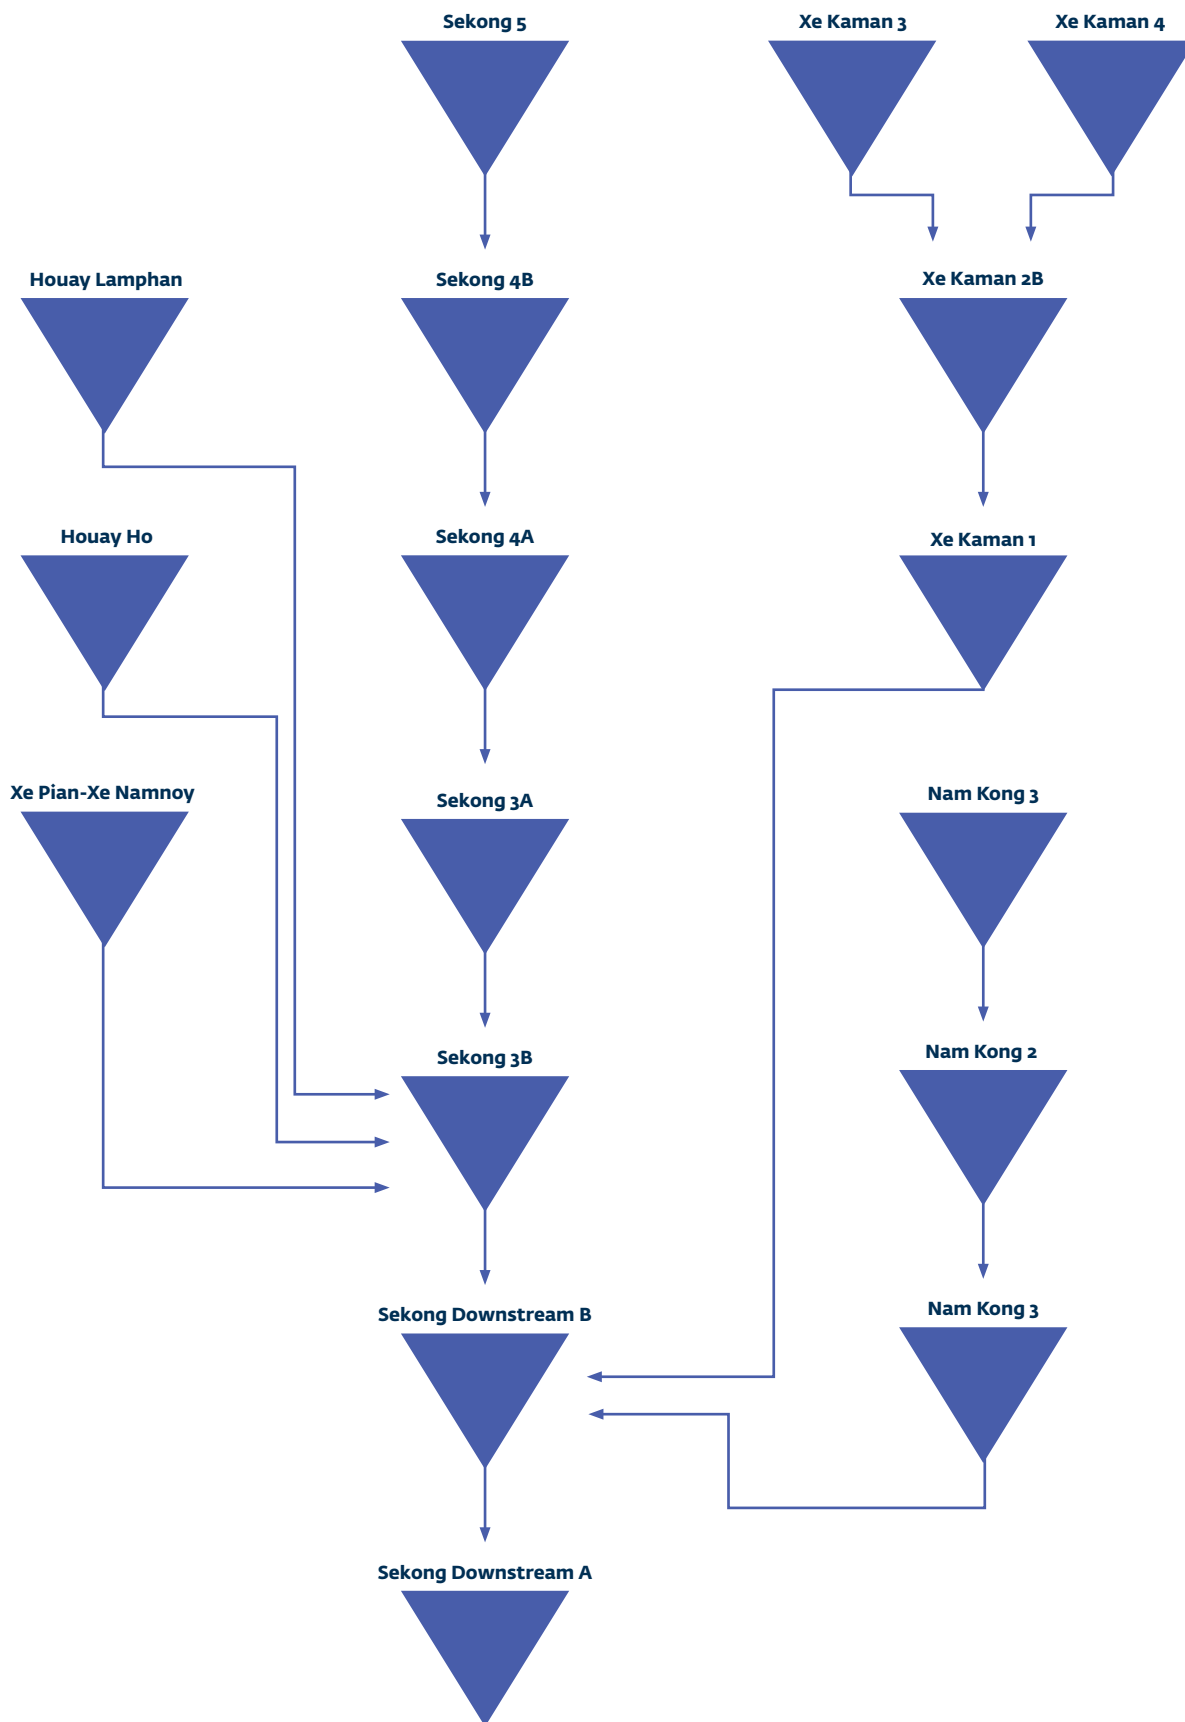 Sekong 5
Xe Kaman 3
Xe Kaman 4
Houay Lamphan
Sekong 4B
Xe Kaman 2B
Houay Ho
Sekong 4A
Xe Kaman 1
Xe Pian-Xe Namnoy
Sekong 3A
Nam Kong 3
Sekong 3B
Nam Kong 2
Sekong Downstream B
Nam Kong 3
Sekong Downstream A